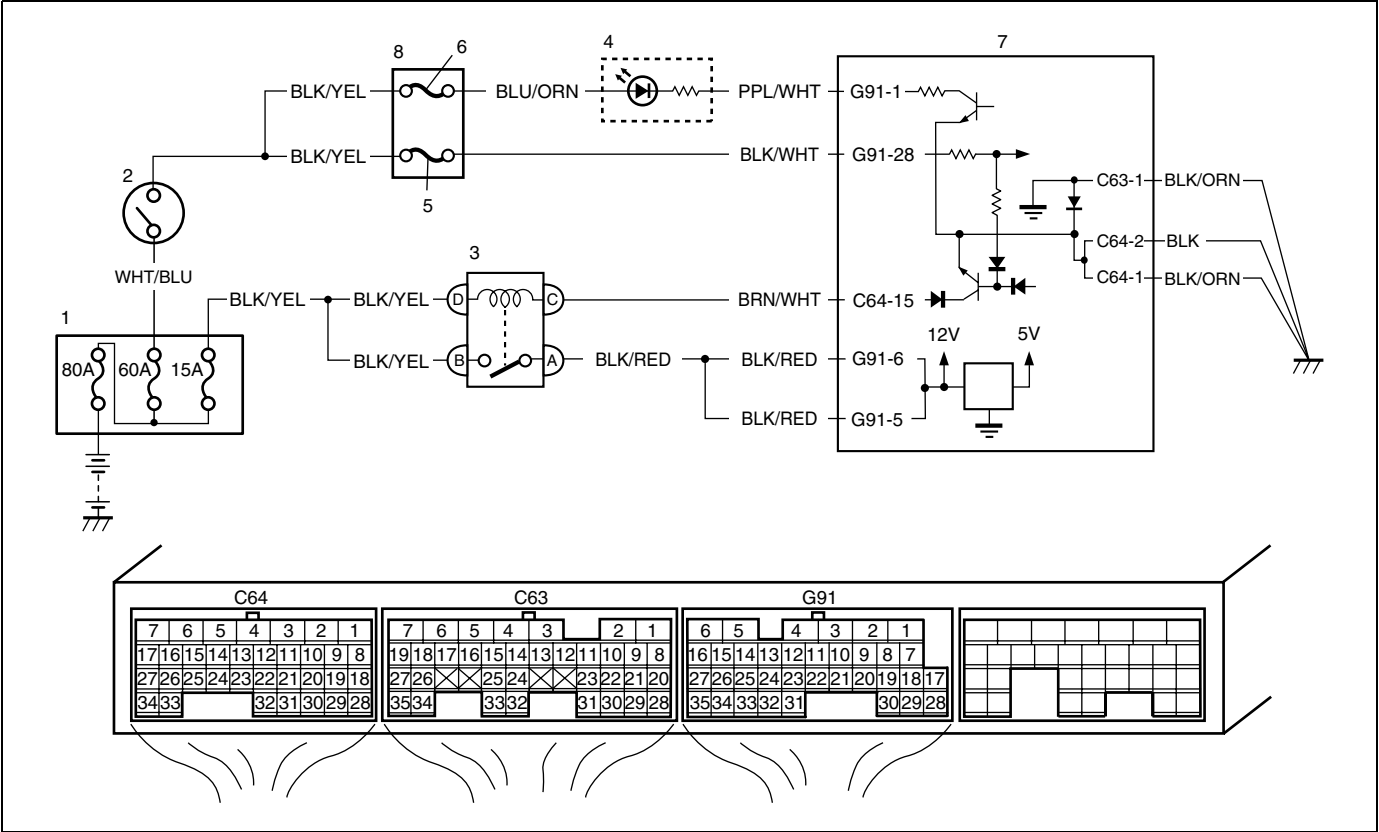 8 6 4 7
BLK/YEL BLU/ORN PPL/WHT G91-1
BLK/YEL BLK/WHT G91-28
2 5
C63-1 BLK/ORN
C64-2 BLK
C64-1 BLK/ORN
WHT/BLU
3
BLK/YEL BLK/YEL D C BRN/WHT C64-15
1
12V 5V
BLK/YEL B A BLK/RED BLK/RED G91-6
80A 60A 15A
BLK/RED G91-5
C64 C63 G91
7 6 5 4 3 2 1
17 16 15 14 13 12 11 10 9 8
27 26 25 24 23 22 21 20 19 18
34 33 32 31 30 29 28
7 6 5 4 3 2 1
19 18 17 16 15 14 13 12 11 10 9 8
27 26 25 24 23 22 21 20
35 34 33 32 31 30 29 28
6 5 4 3 2 1
16 15 14 13 12 11 10 9 8 7
27 26 25 24 23 22 21 20 19 18 17
35 34 33 32 31 30 29 28